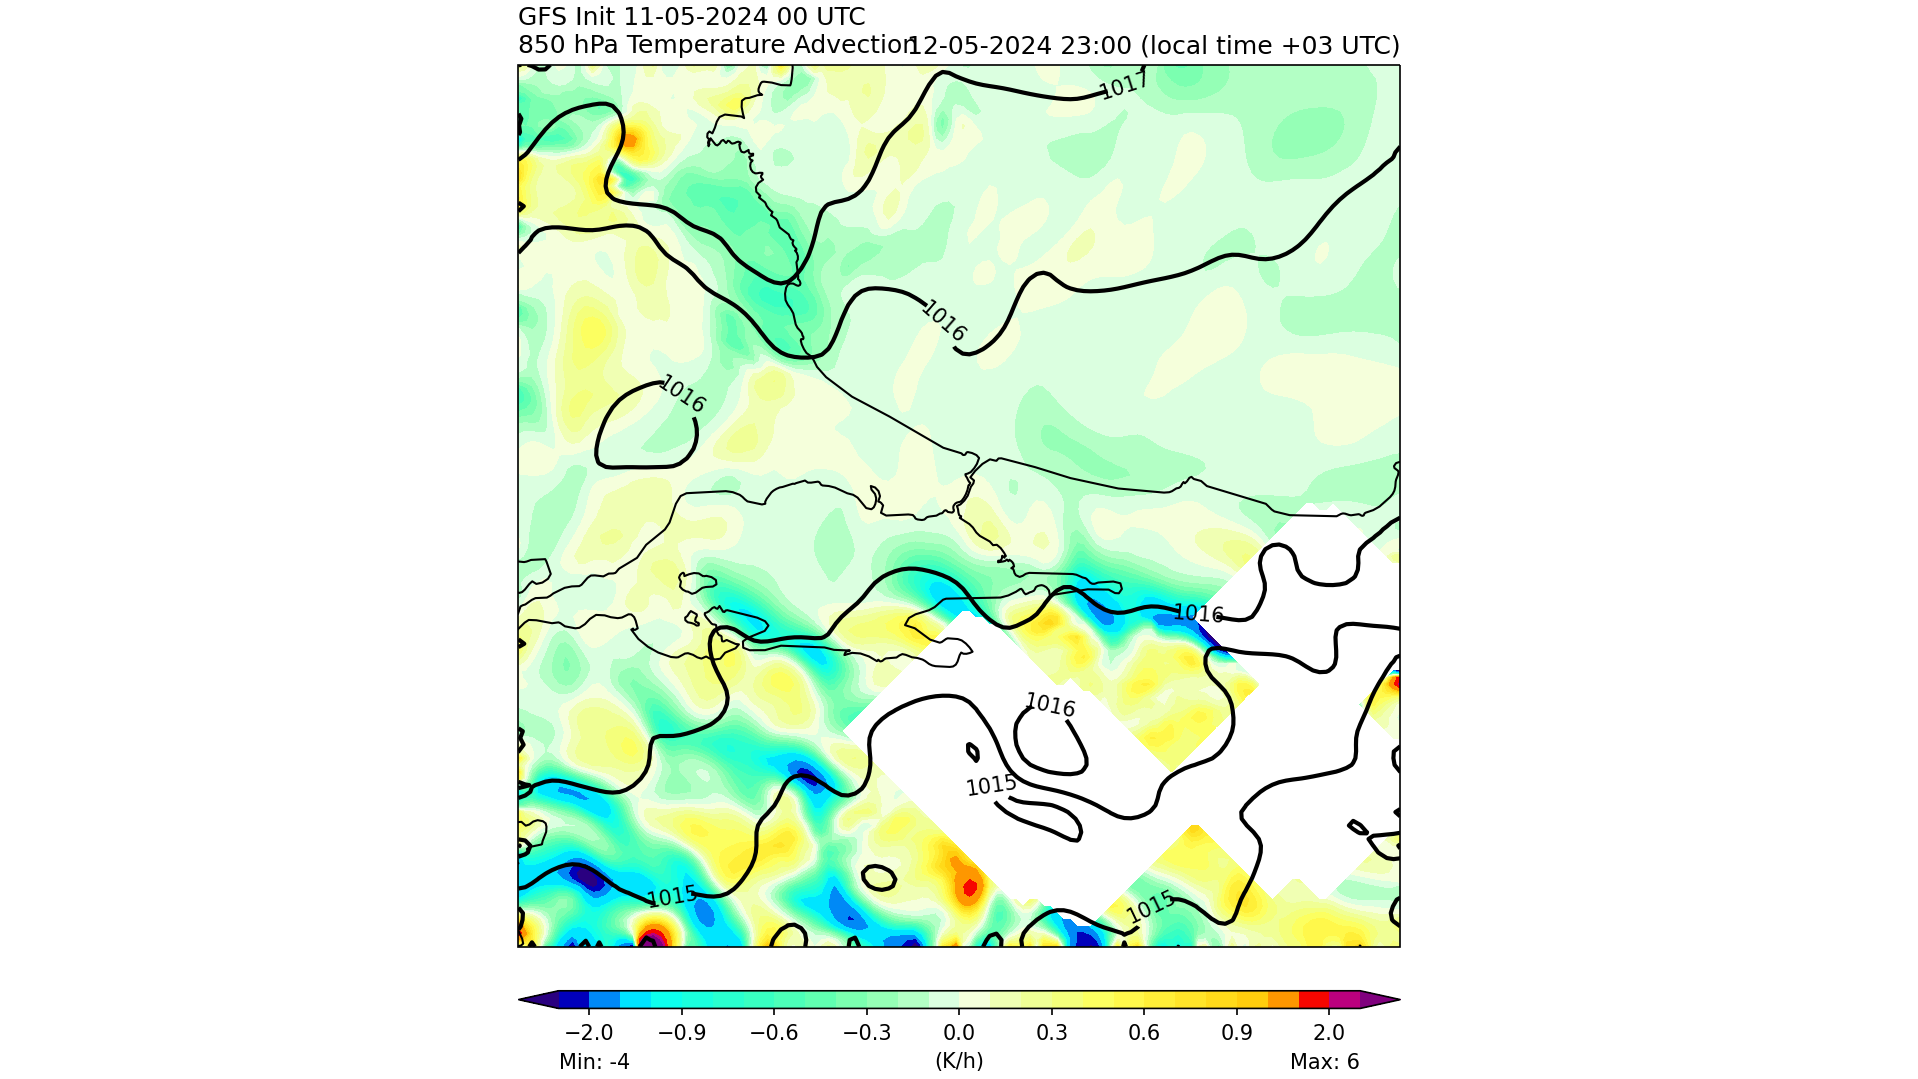 GFS Init 11-05-2024 00 UTC
850 hPa Temperature Advection
12-05-2024 23:00 (local time +03 UTC)
1017
1016
1016
1016
1016
1015
1015
1015
−2.0 −0.9 −0.6 −0.3 0.0 0.3 0.6 0.9 2.0
Min: -4 (K/h) Max: 6